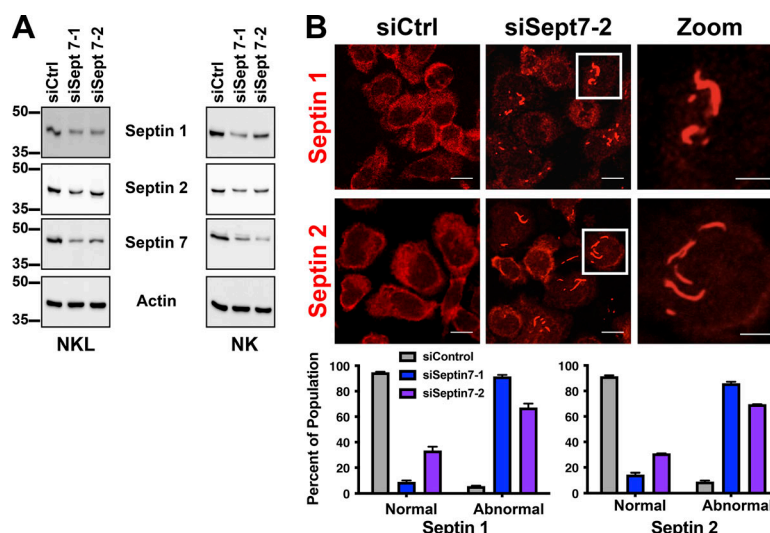 A
siCtrl
siSept 7-1
siSept 7-2
siCtrl
siSept 7-1
siSept 7-2
50
35
Septin 1
50
35
Septin 2
50
35
Septin 7
50
35
Actin
NKL
NK
B
siCtrl
siSept7-2
Zoom
Septin 1
Septin 2
Percent of Population
100
80
60
40
20
0
siControl
siSeptin7-1
siSeptin7-2
Normal
Abnormal
Septin 1
100
80
60
40
20
0
Normal
Abnormal
Septin 2